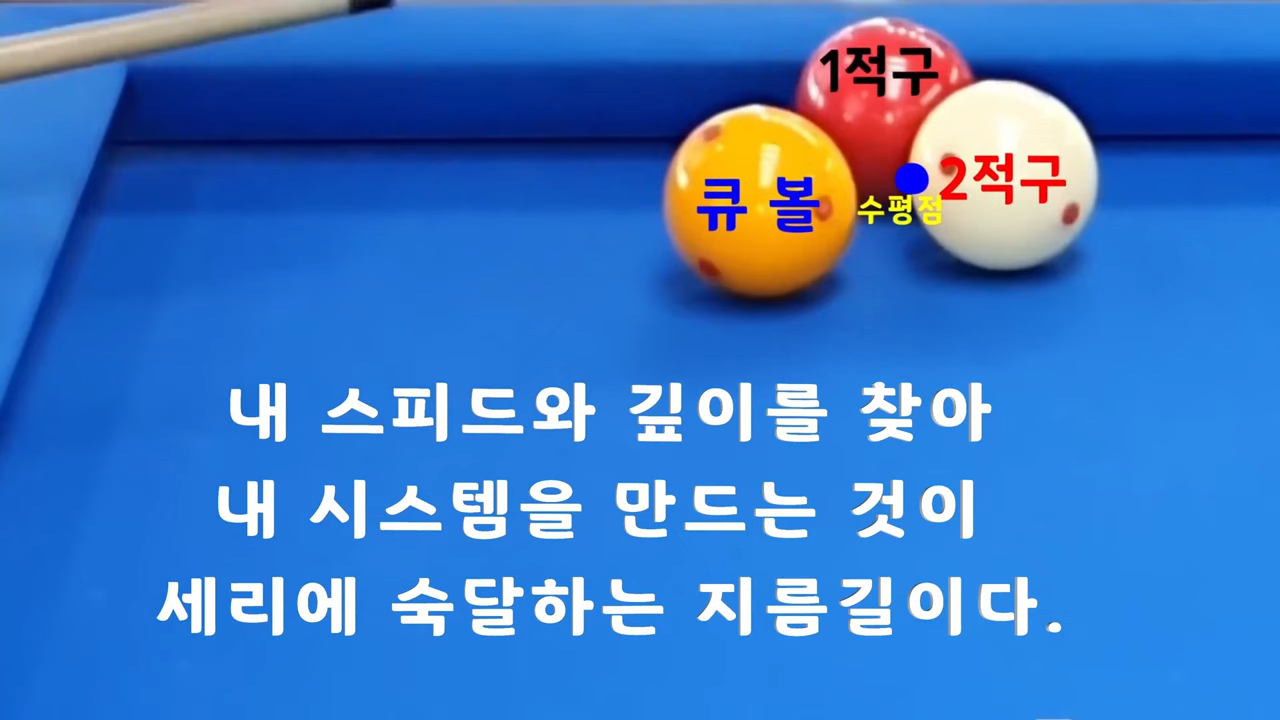 1적구
2적구
큐 볼
수평점
내 스피드와 깊이를 찾아
내 시스템을 만드는 것이
세리에 숙달하는 지름길이다.